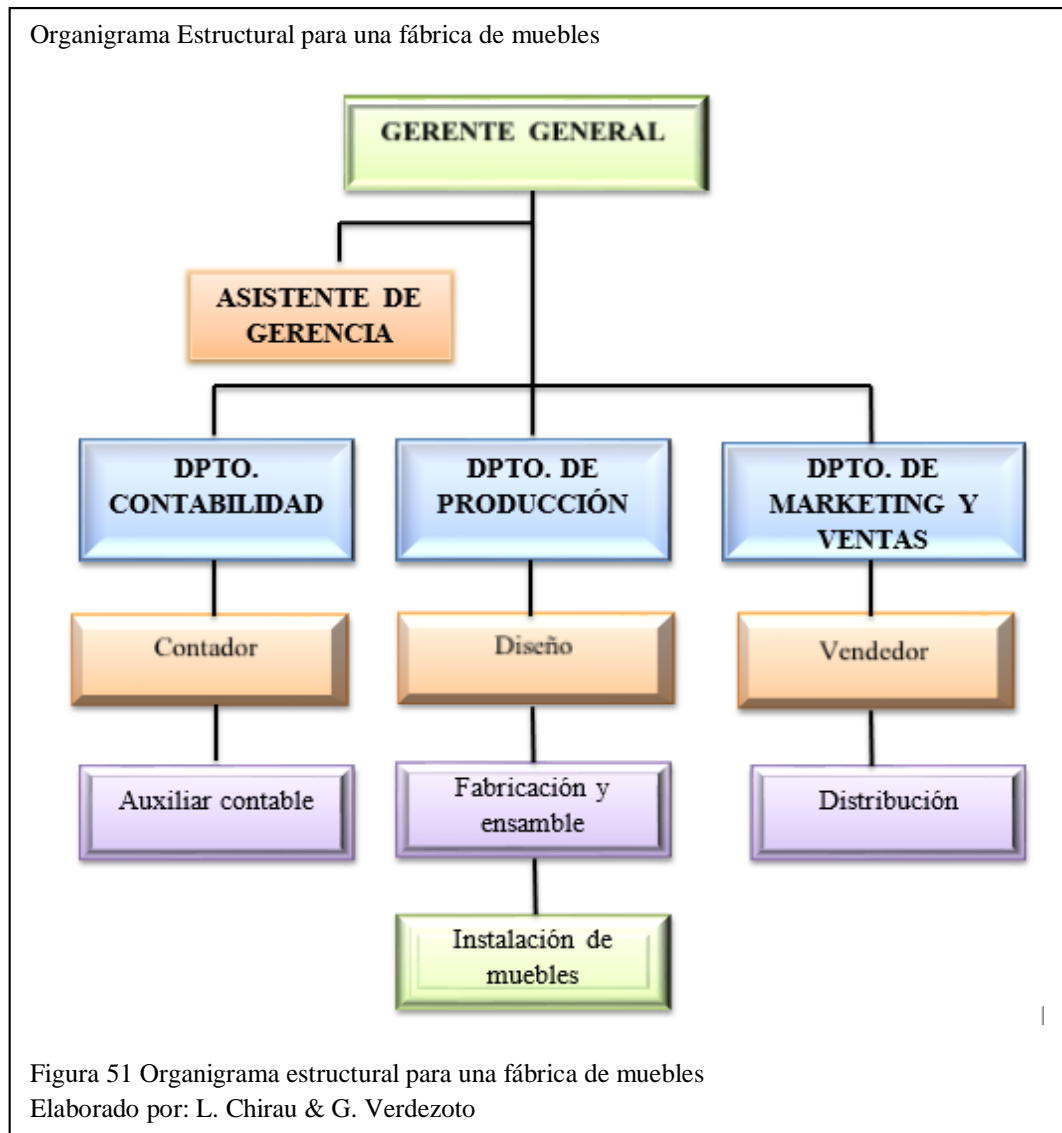 Organigrama Estructural para una fábrica de muebles
GERENTE GENERAL
ASISTENTE DE
GERENCIA
DPTO.
CONTABILIDAD
DPTO. DE
PRODUCCIÓN
DPTO. DE
MARKETING Y
VENTAS
Contador
Diseño
Vendedor
Auxiliar contable
Fabricación y
ensamble
Distribución
Instalación de
muebles
Figura 51 Organigrama estructural para una fábrica de muebles
Elaborado por: L. Chirau & G. Verdezoto